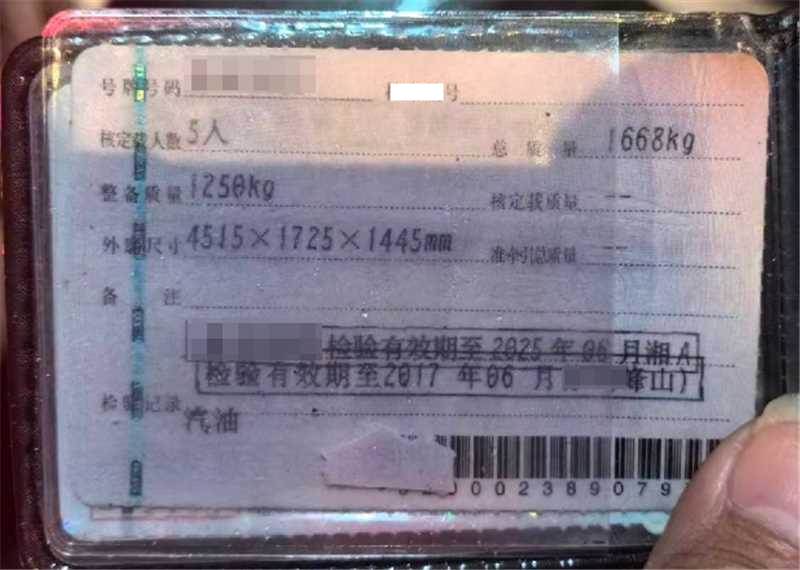 号牌号码 号
核定载人数 5人 总质量 1668kg
整备质量 1250kg 核定载质量 --
外廓尺寸 4515×1725×1445mm 准牵引总质量 --
备注
检验有效期至2025年06月湘A
检验有效期至2017年06月 峰山)
检验记录
汽油
0002389079